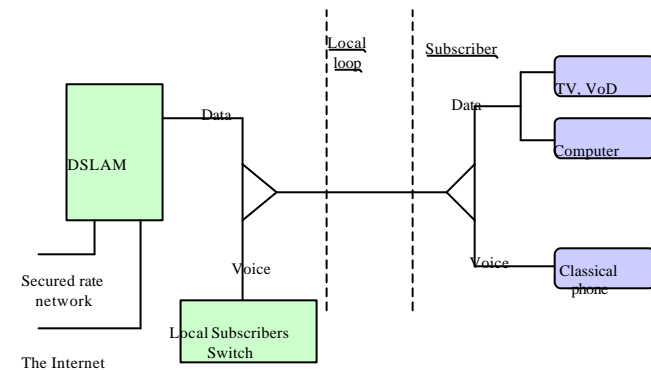 Local
loop
Subscriber
TV, VoD
Data
Data
Computer
DSLAM
Voice
Voice
Classical
phone
Secured rate
network
Local Subscribers
Switch
The Internet